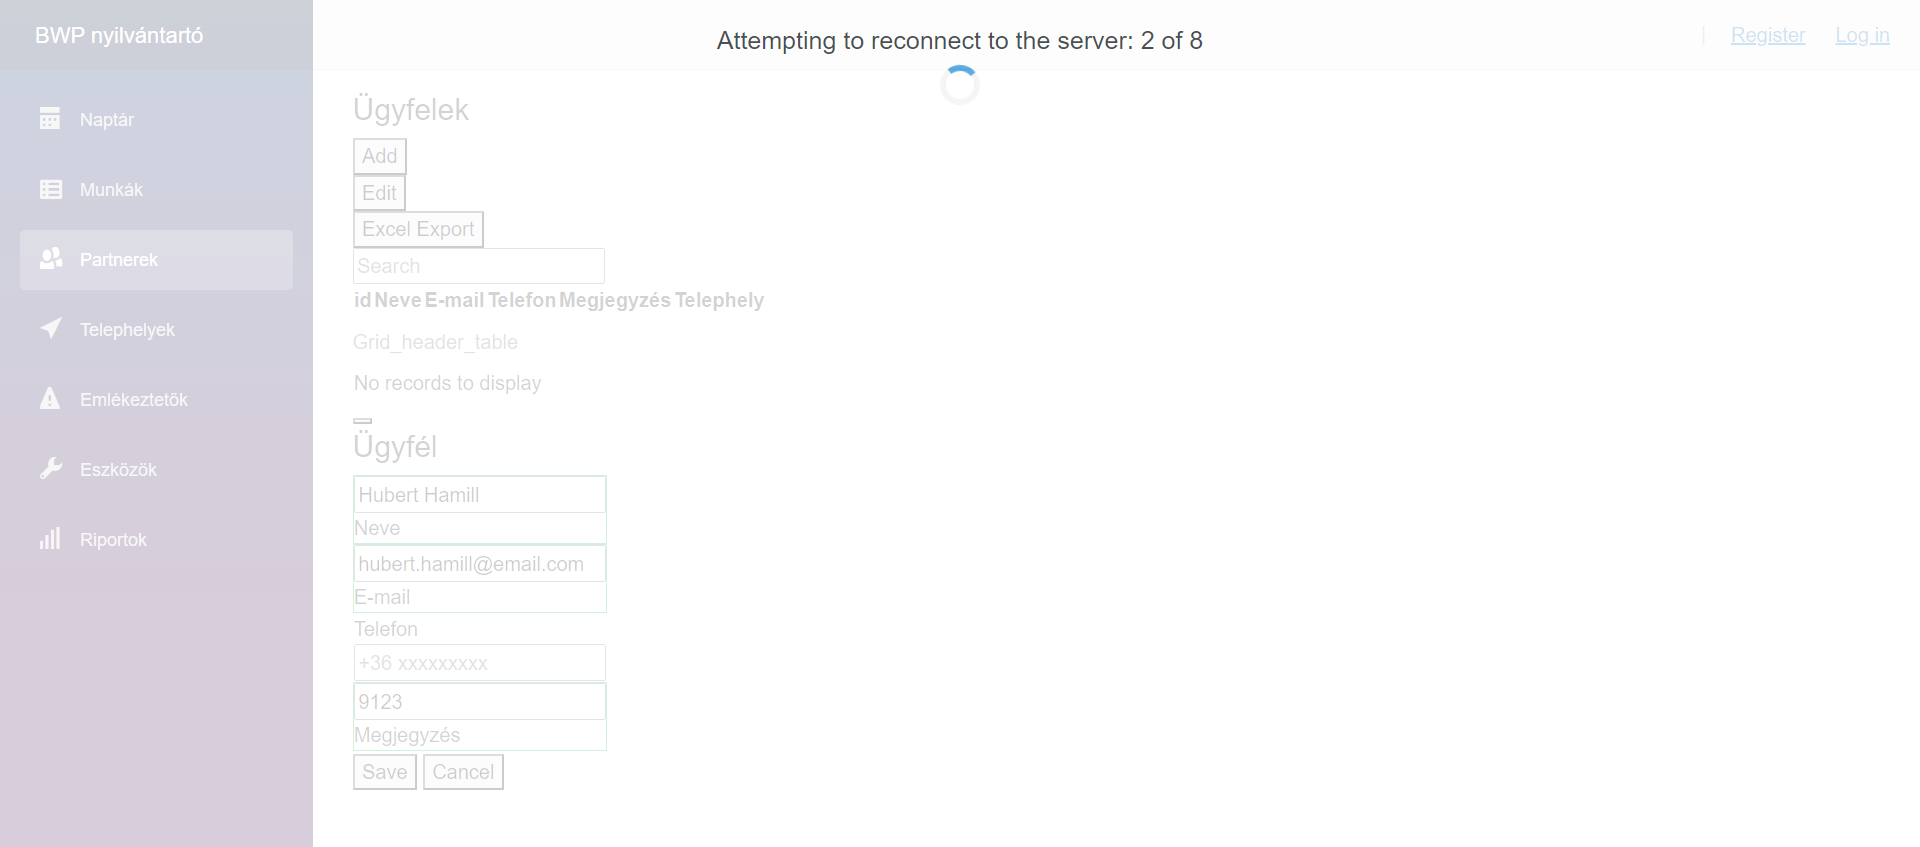 BWP nyilvántartó
Attempting to reconnect to the server: 2 of 8
Register Log in
Naptár
Munkák
Partnerek
Telephelyek
Emlékeztetők
Eszközök
Riportok
Ügyfelek
Add
Edit
Excel Export
Search
id Neve E-mail Telefon Megjegyzés Telephely
Grid_header_table
No records to display
Ügyfél
Hubert Hamill
Neve
hubert.hamill@email.com
E-mail
Telefon
+36 xxxxxxxxx
9123
Megjegyzés
Save Cancel